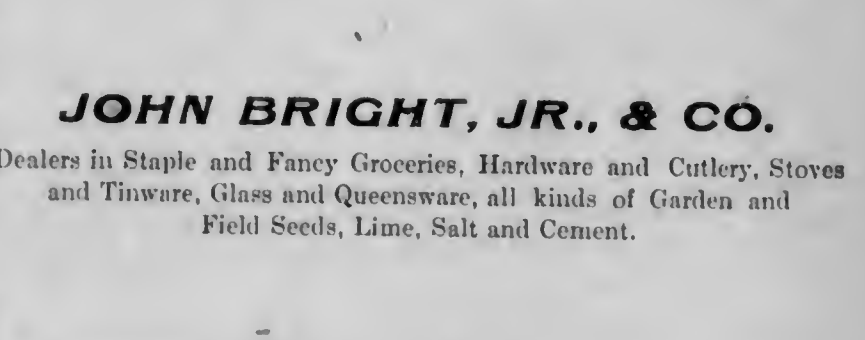 JOHN BRIGHT, JR., & CO.
Dealers in Staple and Fancy Groceries, Hardware and Cutlery, Stoves
and Tinware, Glass and Queensware, all kinds of Garden and
Field Seeds, Lime, Salt and Cement.